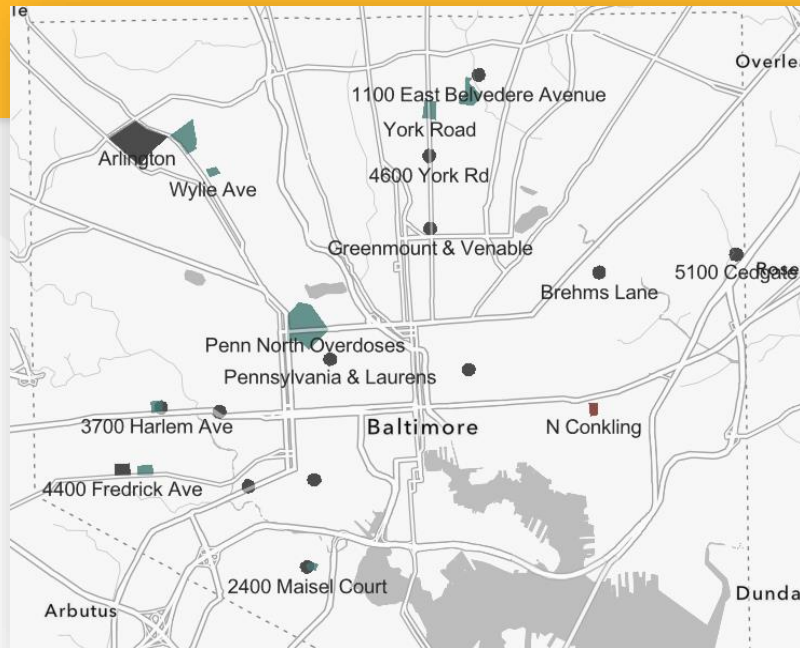 le
Overle
1100 East Belvedere Avenue
York Road
Arlington
4600 York Rd
Wylie Ave
Greenmount & Venable
5100 Cedgate
Brehms Lane
Penn North Overdoses
Pennsylvania & Laurens
3700 Harlem Ave
Baltimore
N Conkling
4400 Fredrick Ave
2400 Maisel Court
Arbutus
Dunda